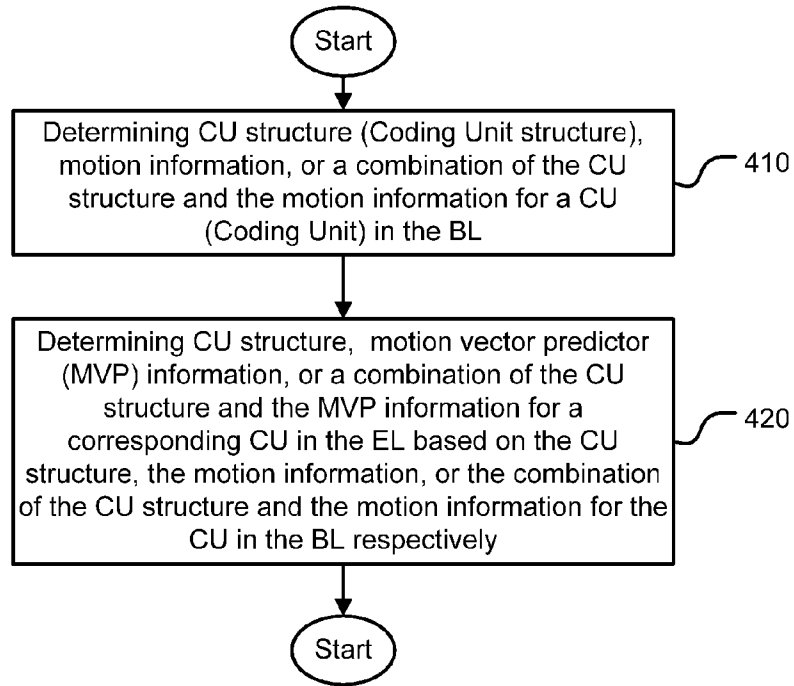 Start
Determining CU structure (Coding Unit structure),
motion information, or a combination of the CU
structure and the motion information for a CU
(Coding Unit) in the BL
410
Determining CU structure, motion vector predictor
(MVP) information, or a combination of the CU
structure and the MVP information for a
corresponding CU in the EL based on the CU
structure, the motion information, or the combination
of the CU structure and the motion information for the
CU in the BL respectively
420
Start